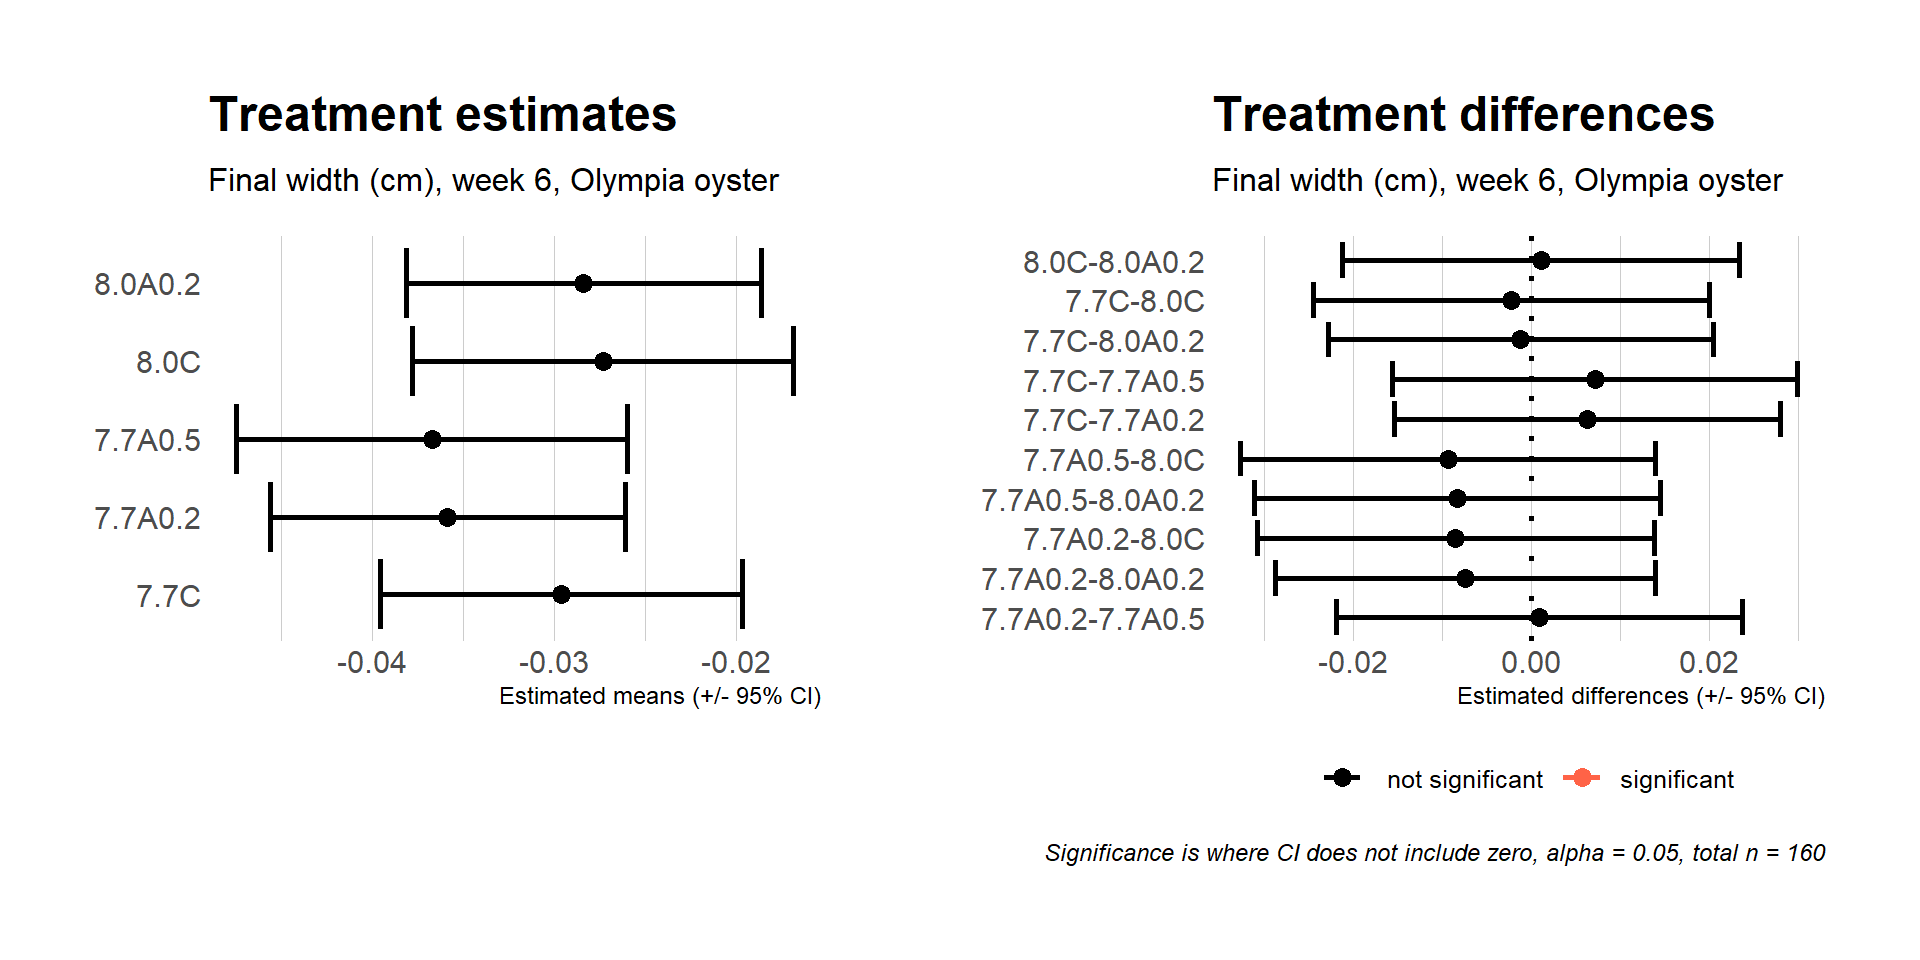 Treatment estimates
Final width (cm), week 6, Olympia oyster
8.0A0.2
8.0C
7.7A0.5
7.7A0.2
7.7C
-0.04 -0.03 -0.02
Estimated means (+/- 95% CI)
Treatment differences
Final width (cm), week 6, Olympia oyster
8.0C-8.0A0.2
7.7C-8.0C
7.7C-8.0A0.2
7.7C-7.7A0.5
7.7C-7.7A0.2
7.7A0.5-8.0C
7.7A0.5-8.0A0.2
7.7A0.2-8.0C
7.7A0.2-8.0A0.2
7.7A0.2-7.7A0.5
-0.02 0.00 0.02
Estimated differences (+/- 95% CI)
not significant significant
Significance is where CI does not include zero, alpha = 0.05, total n = 160